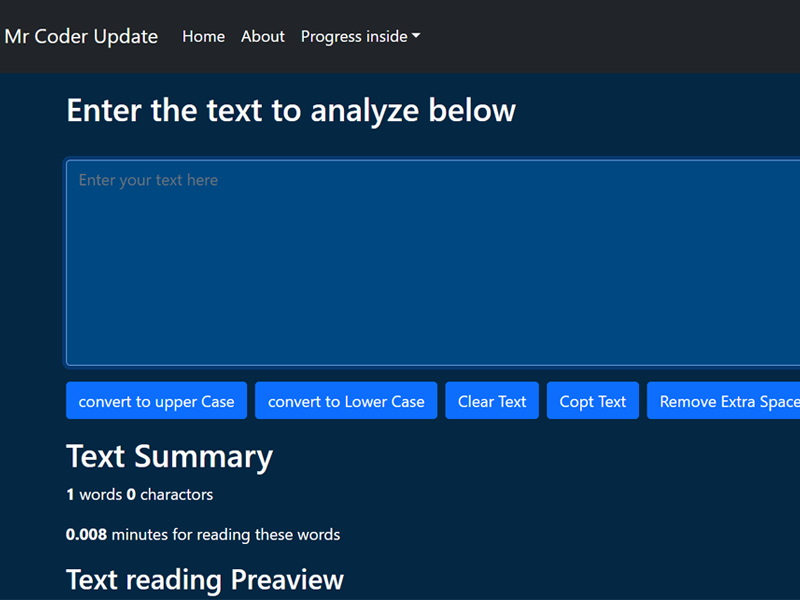 Mr Coder Update Home About Progress inside
Enter the text to analyze below
Enter your text here
convert to upper Case convert to Lower Case Clear Text Copt Text Remove Extra Space
Text Summary
1 words 0 charactors
0.008 minutes for reading these words
Text reading Preaview